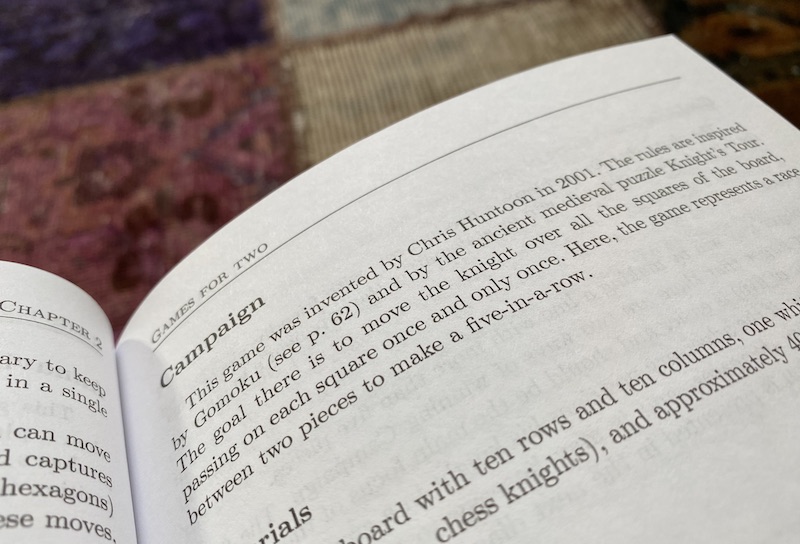 CHAPTER 2
ary to keep
in a single
can move
d captures
hexagons)
ese moves,
GAMES FOR TWO
Campaign
This game was invented by Chris Huntoon in 2001. The rules are inspired
by Gomoku (see p. 62) and by the ancient medieval puzzle Knight's Tour.
The goal there is to move the knight over all the squares of the board,
passing on each square once and only once. Here, the game represents a race
between two pieces to make a five-in-a-row.
rials
board with ten rows and ten columns, one whi
chess knights), and approximately 40